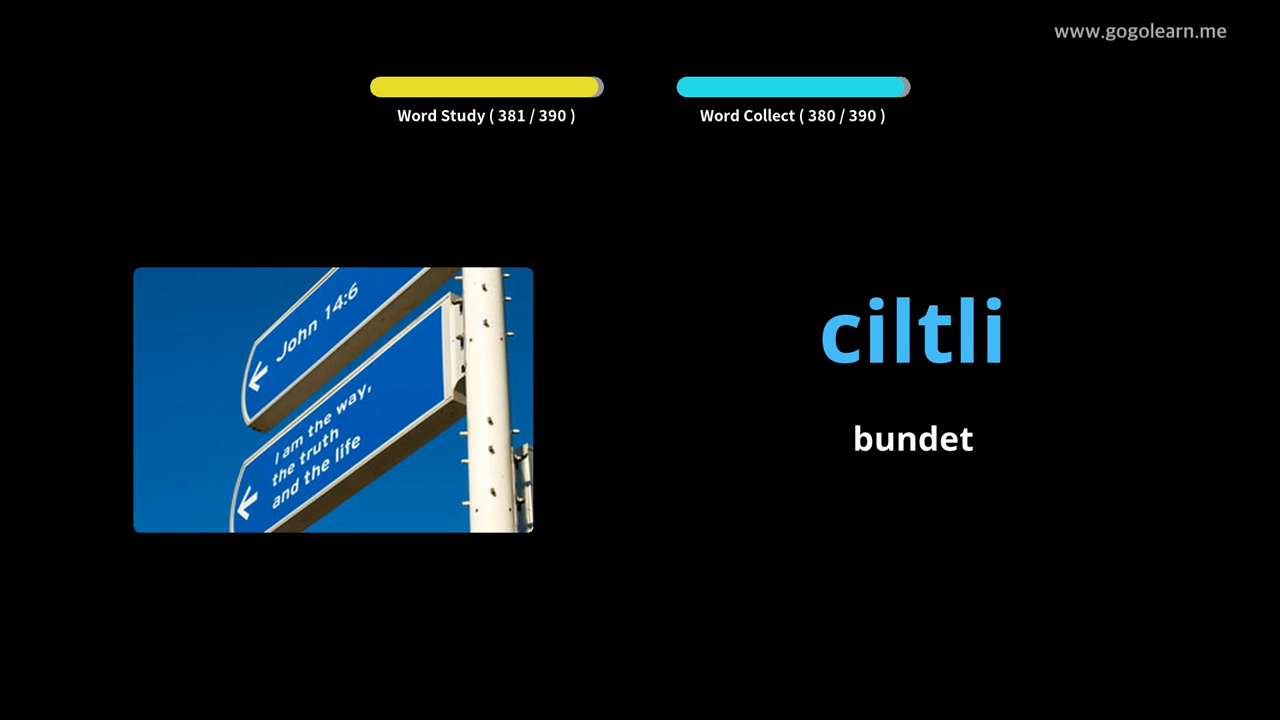 www.gogolearn.me
Word Study ( 381 / 390 )
Word Collect ( 380 / 390 )
John 14:6
I am the way,
the truth
and the life
ciltli
bundet